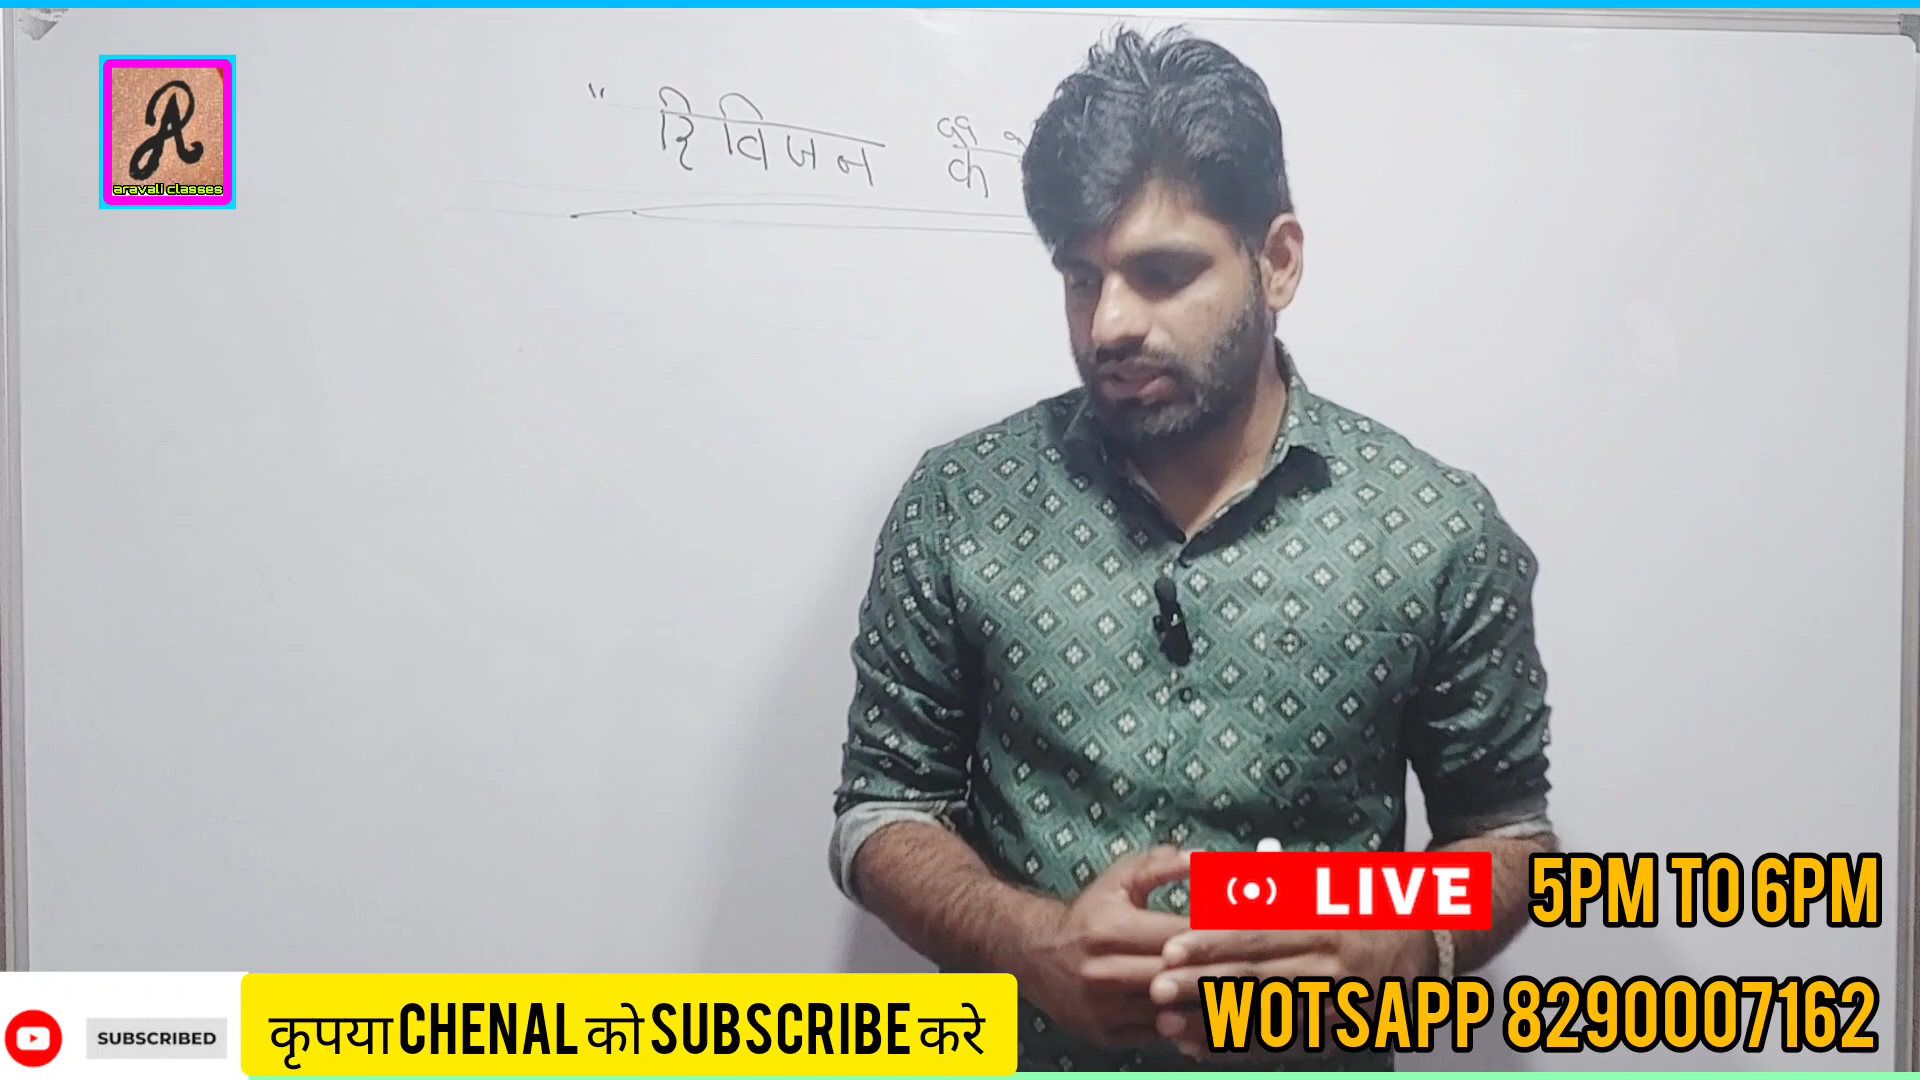 aravali classes
" रिविजन
LIVE 5PM TO 6PM
WOTSAPP 8290007162
SUBSCRIBED
कृपया CHENAL को SUBSCRIBE करे